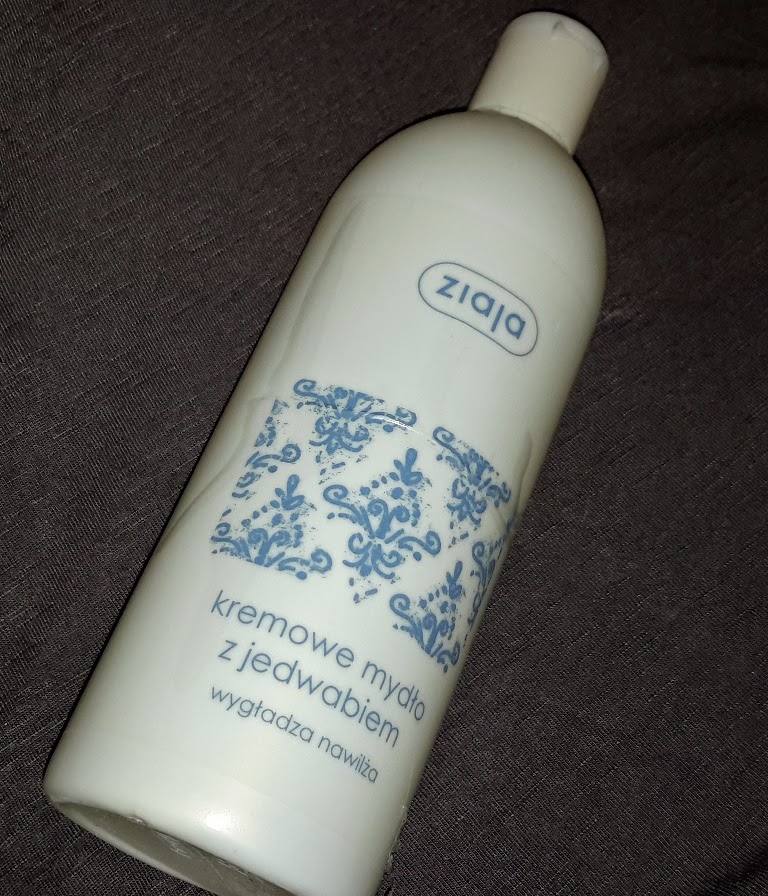 ziaja
kremowe mydło
z jedwabiem
wygładza nawilża